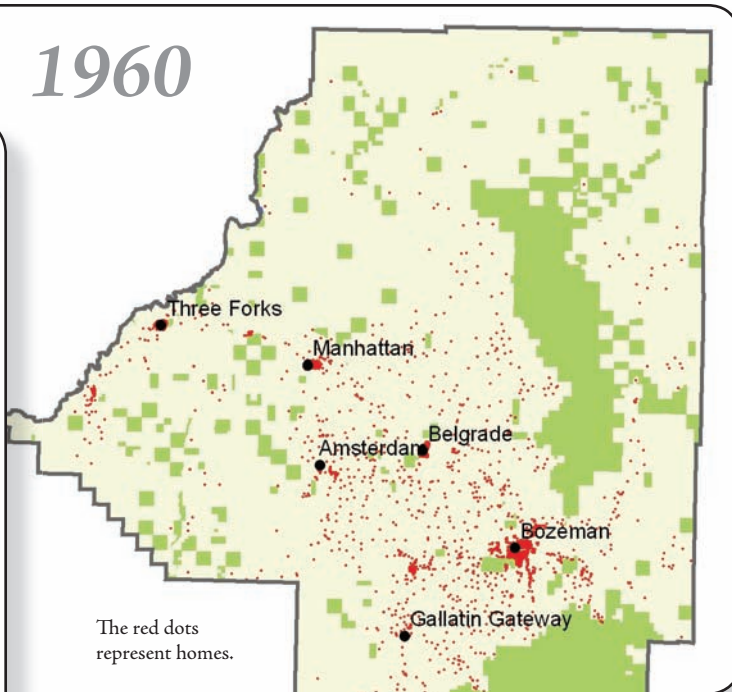 1960
Three Forks
Manhattan
Belgrade
Amsterdam
Bozeman
Gallatin Gateway
The red dots
represent homes.